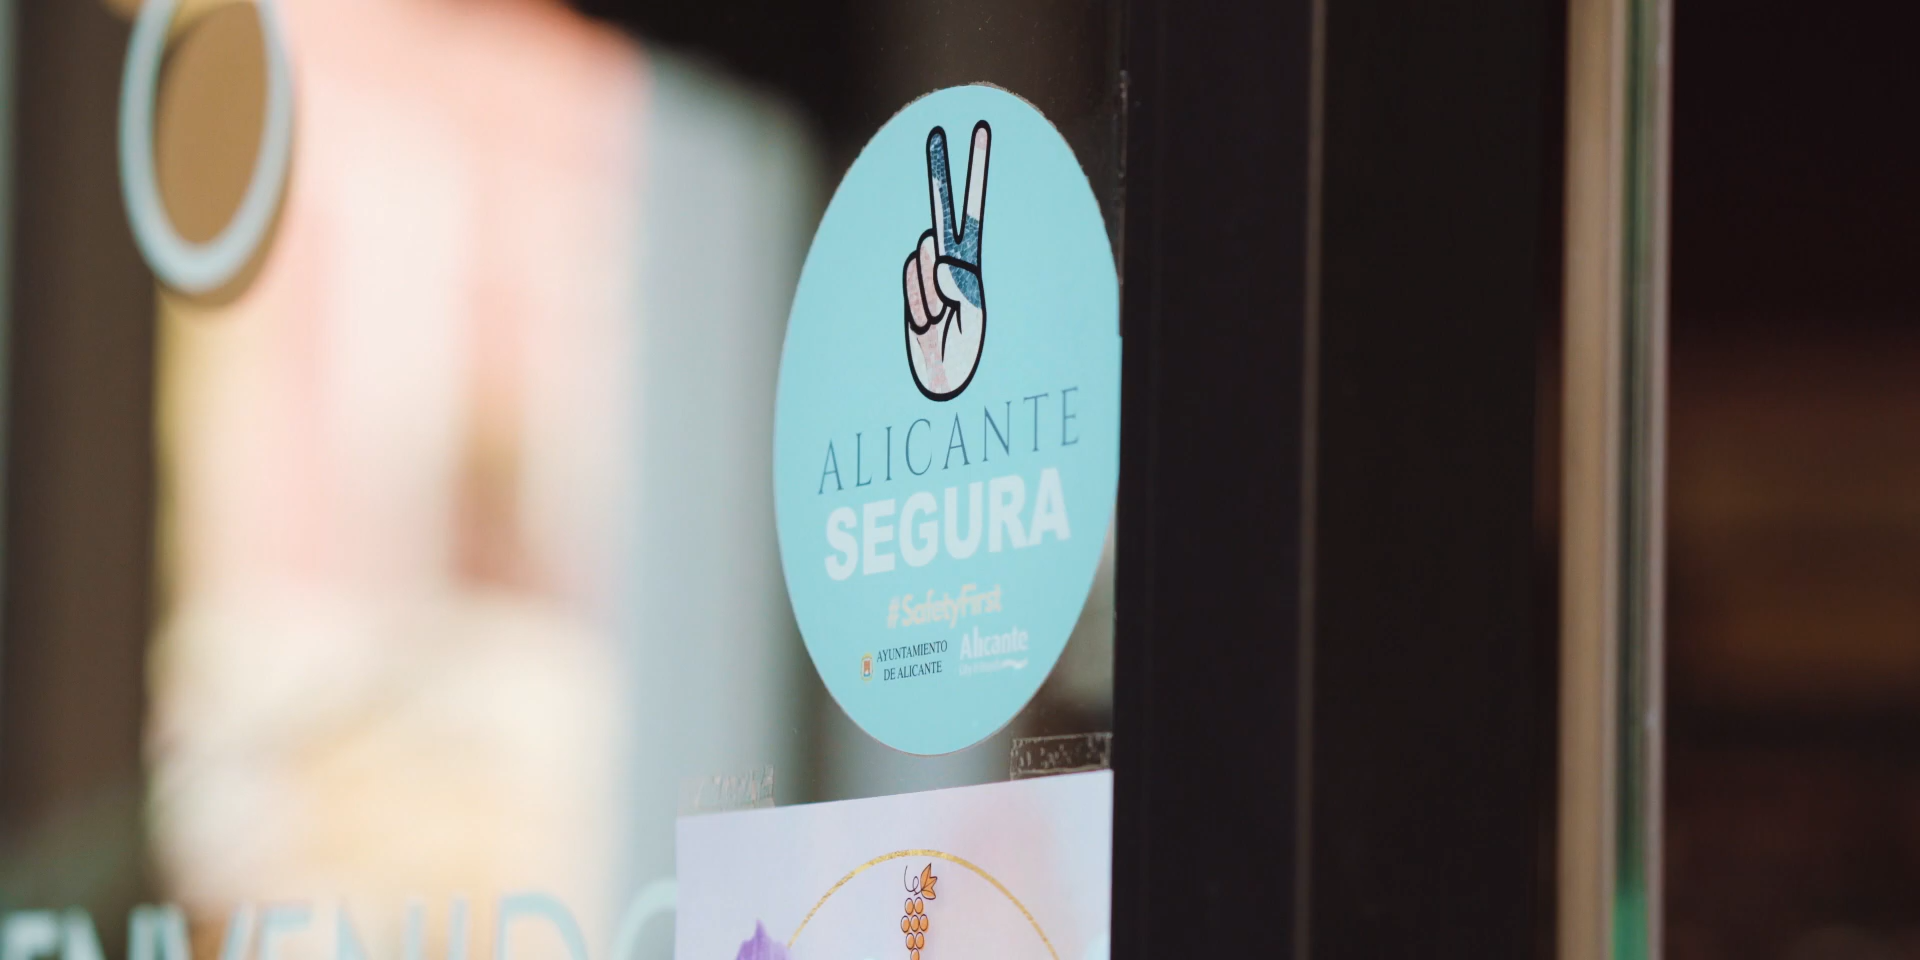 ALICANTE
SEGURA
#SafetyFirst
AYUNTAMIENTO
DE ALICANTE
Alicante